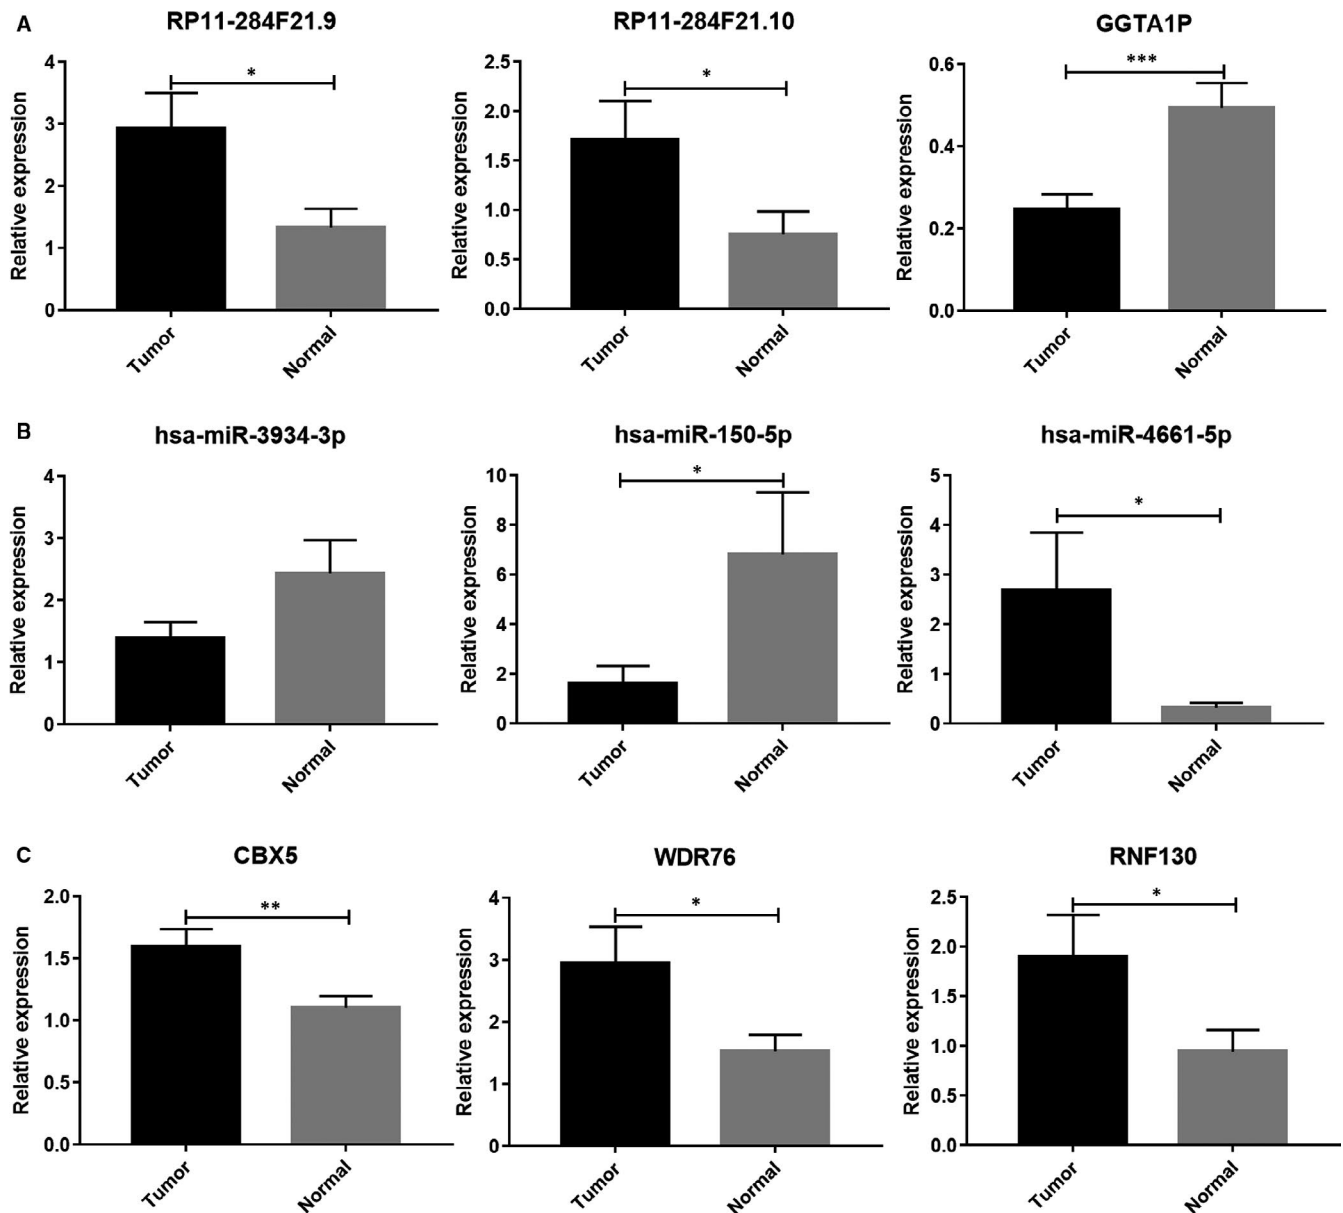 A
RP11-284F21.9
Relative expression
4
3
2
1
0
*
Tumor
Normal
RP11-284F21.10
Relative expression
2.5
2.0
1.5
1.0
0.5
0.0
*
Tumor
Normal
GGTA1P
Relative expression
0.6
0.4
0.2
0.0
***
Tumor
Normal
B
hsa-miR-3934-3p
Relative expression
4
3
2
1
0
Tumor
Normal
hsa-miR-150-5p
Relative expression
10
8
6
4
2
0
*
Tumor
Normal
hsa-miR-4661-5p
Relative expression
5
4
3
2
1
0
*
Tumor
Normal
C
CBX5
Relative expression
2.0
1.5
1.0
0.5
0.0
**
Tumor
Normal
WDR76
Relative expression
4
3
2
1
0
*
Tumor
Normal
RNF130
Relative expression
2.5
2.0
1.5
1.0
0.5
0.0
*
Tumor
Normal